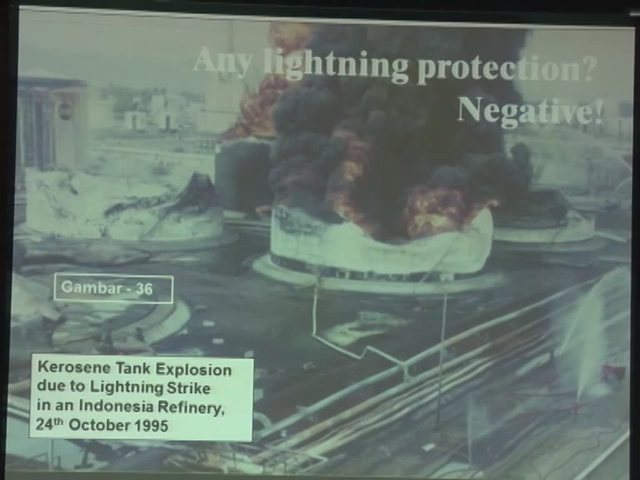 Any lightning protection?
Negative!
Gambar - 36
Kerosene Tank Explosion
due to Lightning Strike
in an Indonesia Refinery,
24th October 1995